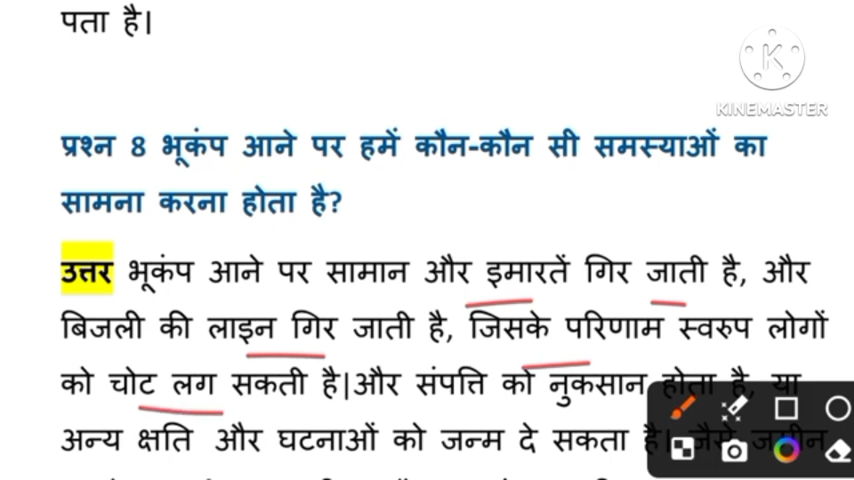 पता है।
KINEMASTER
प्रश्न 8 भूकंप आने पर हमें कौन-कौन सी समस्याओं का
सामना करना होता है?
उत्तर भूकंप आने पर सामान और इमारतें गिर जाती है, और
बिजली की लाइन गिर जाती है, जिसके परिणाम स्वरुप लोगों
को चोट लग सकती है|और संपत्ति को नुकसान होता है, या
अन्य क्षति और घटनाओं को जन्म दे सकता है। जैसे जमीन